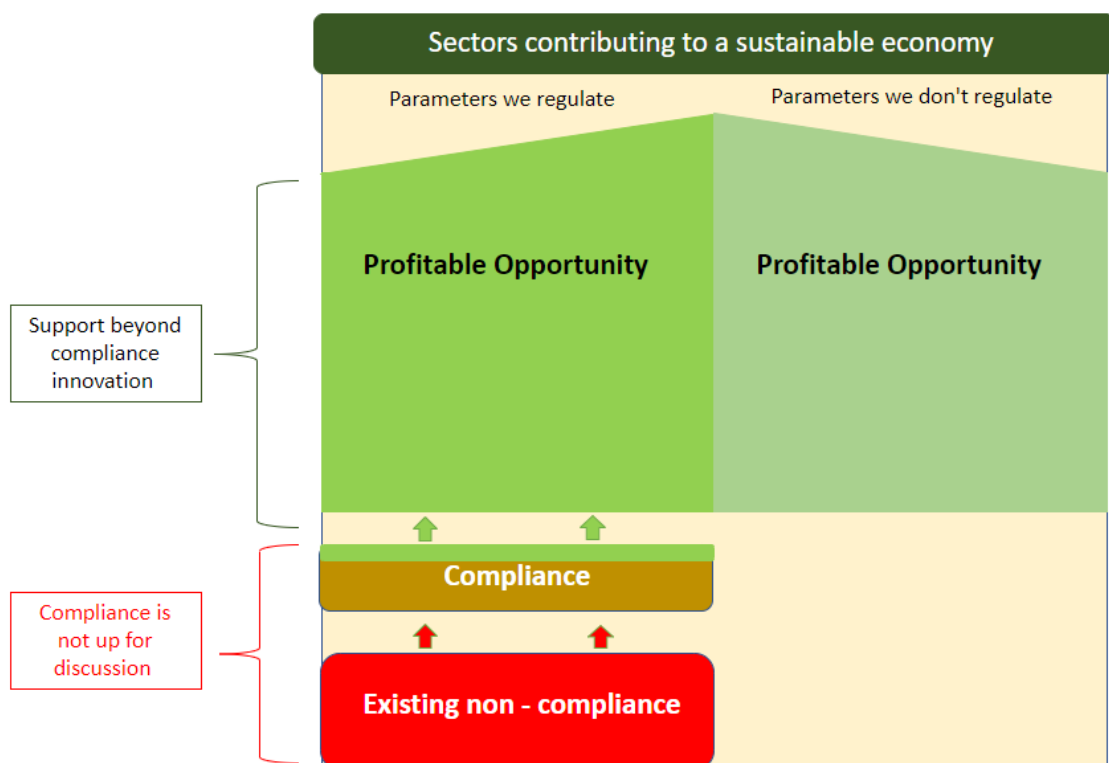 Sectors contributing to a sustainable economy
Parameters we regulate
Parameters we don't regulate
Profitable Opportunity
Profitable Opportunity
Support beyond
compliance
innovation
Compliance
Compliance is
not up for
discussion
Existing non - compliance